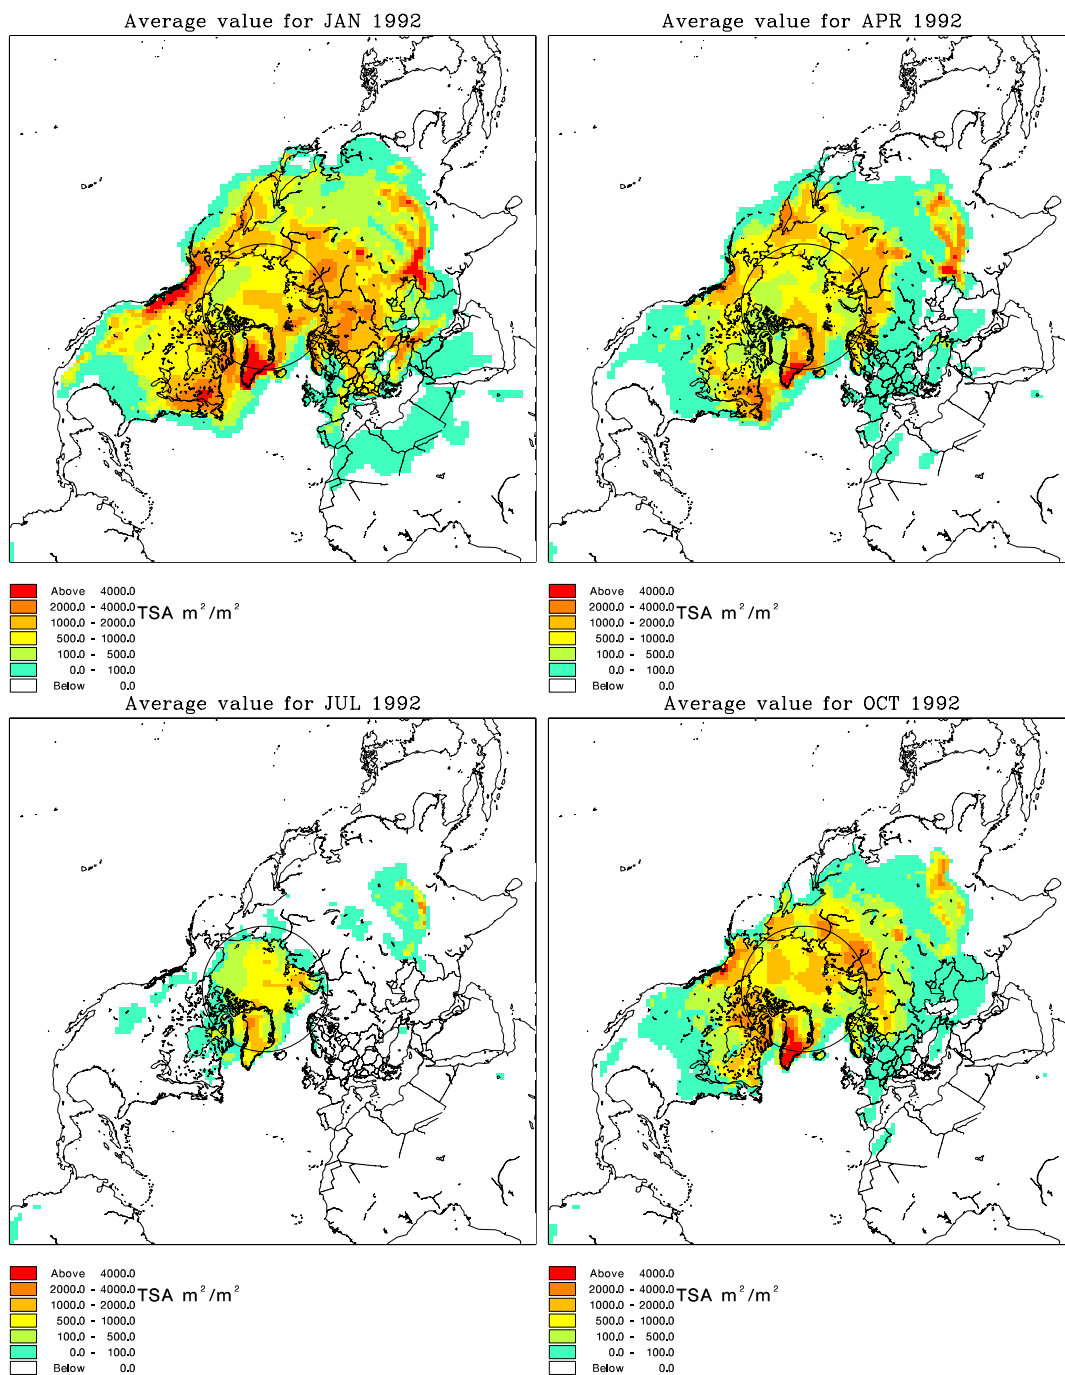 Average value for JAN 1992
Average value for APR 1992
Above 4000.0
2000.0 - 4000.0
1000.0 - 2000.0
500.0 - 1000.0
100.0 - 500.0
0.0 - 100.0
Below 0.0
TSA m²/m²
Above 4000.0
2000.0 - 4000.0
1000.0 - 2000.0
500.0 - 1000.0
100.0 - 500.0
0.0 - 100.0
Below 0.0
TSA m²/m²
Average value for JUL 1992
Average value for OCT 1992
Above 4000.0
2000.0 - 4000.0
1000.0 - 2000.0
500.0 - 1000.0
100.0 - 500.0
0.0 - 100.0
Below 0.0
TSA m²/m²
Above 4000.0
2000.0 - 4000.0
1000.0 - 2000.0
500.0 - 1000.0
100.0 - 500.0
0.0 - 100.0
Below 0.0
TSA m²/m²